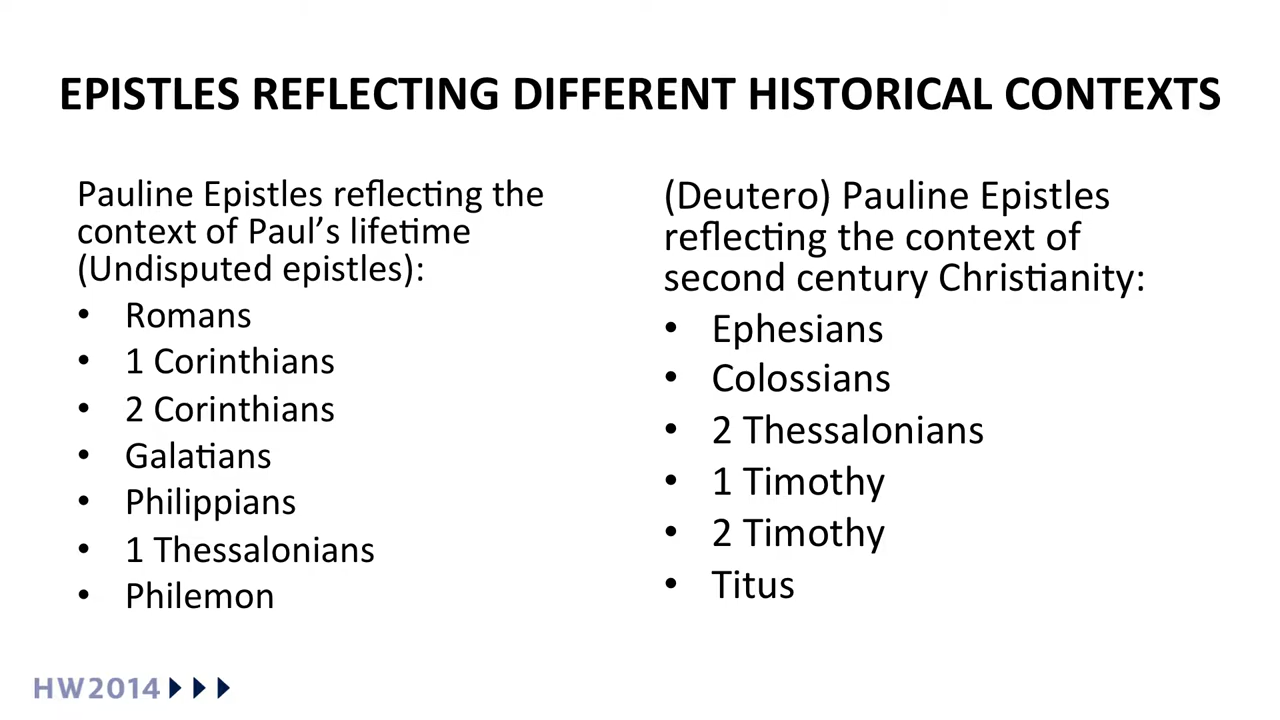 EPISTLES REFLECTING DIFFERENT HISTORICAL CONTEXTS
Pauline Epistles reflecting the
context of Paul’s lifetime
(Undisputed epistles):
• Romans
• 1 Corinthians
• 2 Corinthians
• Galatians
• Philippians
• 1 Thessalonians
• Philemon
(Deutero) Pauline Epistles
reflecting the context of
second century Christianity:
• Ephesians
• Colossians
• 2 Thessalonians
• 1 Timothy
• 2 Timothy
• Titus
HW2014